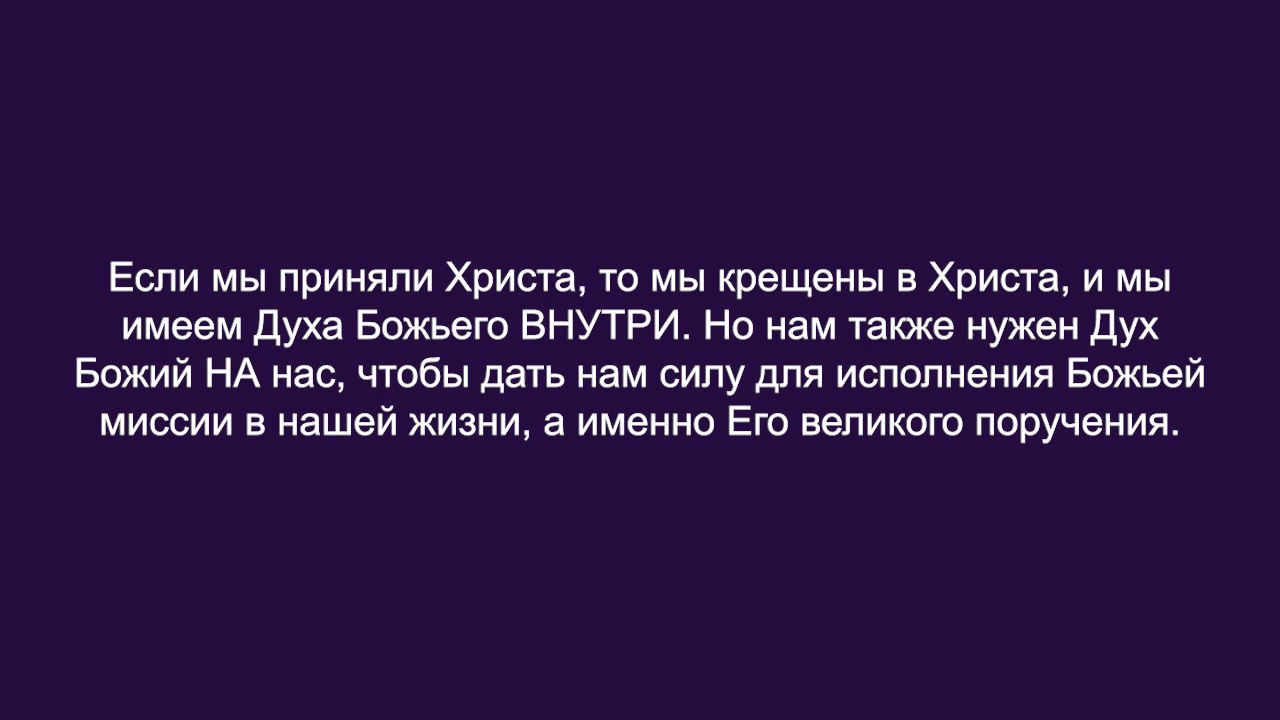 Если мы приняли Христа, то мы крещены в Христа, и мы
имеем Духа Божьего ВНУТРИ. Но нам также нужен Дух
Божий НА нас, чтобы дать нам силу для исполнения Божьей
миссии в нашей жизни, а именно Его великого поручения.